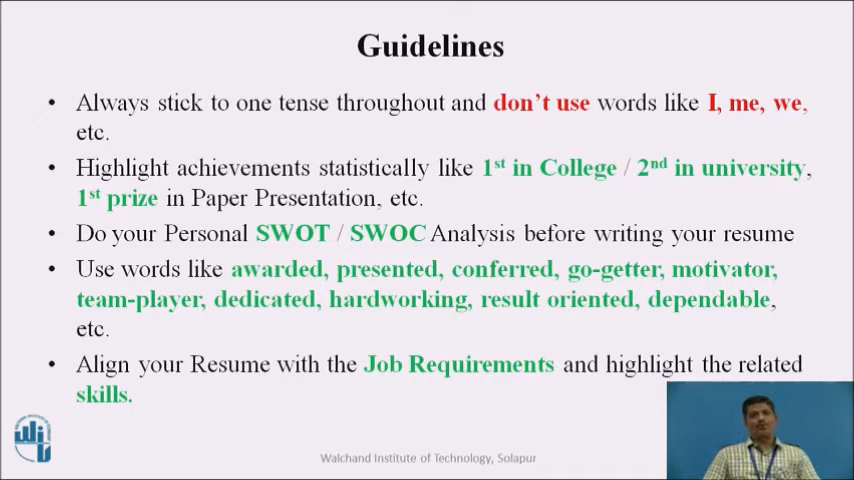 Guidelines
• Always stick to one tense throughout and don't use words like I, me, we,
etc.
• Highlight achievements statistically like 1st in College / 2nd in university,
1st prize in Paper Presentation, etc.
• Do your Personal SWOT / SWOC Analysis before writing your resume
• Use words like awarded, presented, conferred, go-getter, motivator,
team-player, dedicated, hardworking, result oriented, dependable,
etc.
• Align your Resume with the Job Requirements and highlight the related
skills.
Walchand Institute of Technology, Solapur